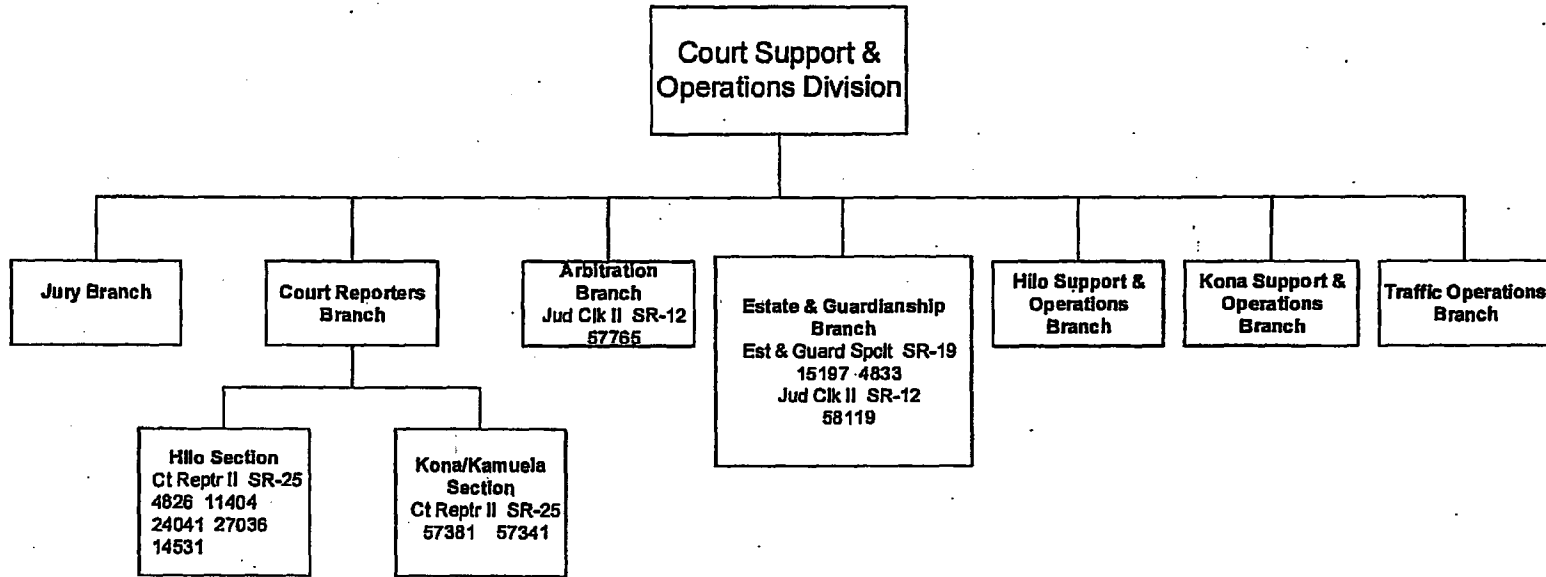 Court Support &
Operations Division
Jury Branch
Court Reporters
Branch
Arbitration
Branch
Jud Clk II SR-12
57765
Estate & Guardianship
Branch
Est & Guard Spclt SR-19
15197 4833
Jud Clk II SR-12
58119
Hilo Support &
Operations
Branch
Kona Support &
Operations
Branch
Traffic Operations
Branch
Hilo Section
Ct Reptr II SR-25
4826 11404
24041 27036
14531
Kona/Kamuela
Section
Ct Reptr II SR-25
57381 57341